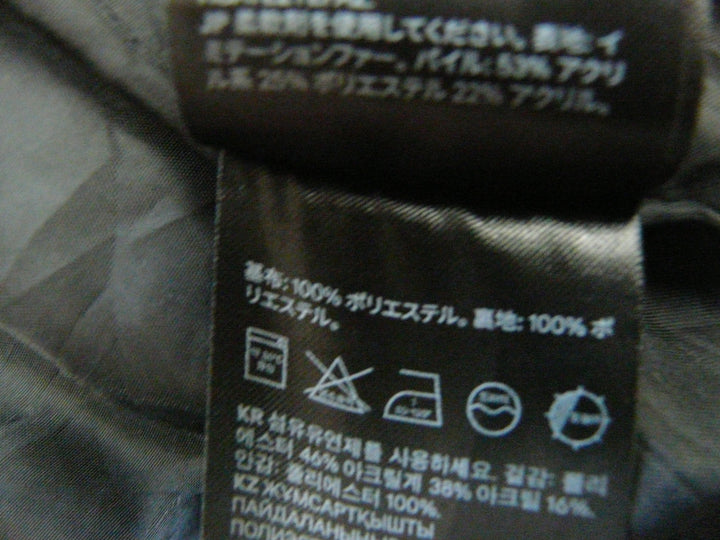 JP 柔軟剤を使用してください。表地: イ
ミテーションファー。パイル: 53% アクリ
ル系 25% ポリエステル 22% アクリル。
基布: 100% ポリエステル。裏地: 100% ポ
リエステル。
KR 섬유유연제를 사용하세요. 겉감: 폴리
에스터 46% 아크릴계 38% 아크릴 16%.
안감: 폴리에스터 100%.
KZ ЖҰМСАРТҚЫШТЫ
ПАЙДАЛАНЫҢЫЗ